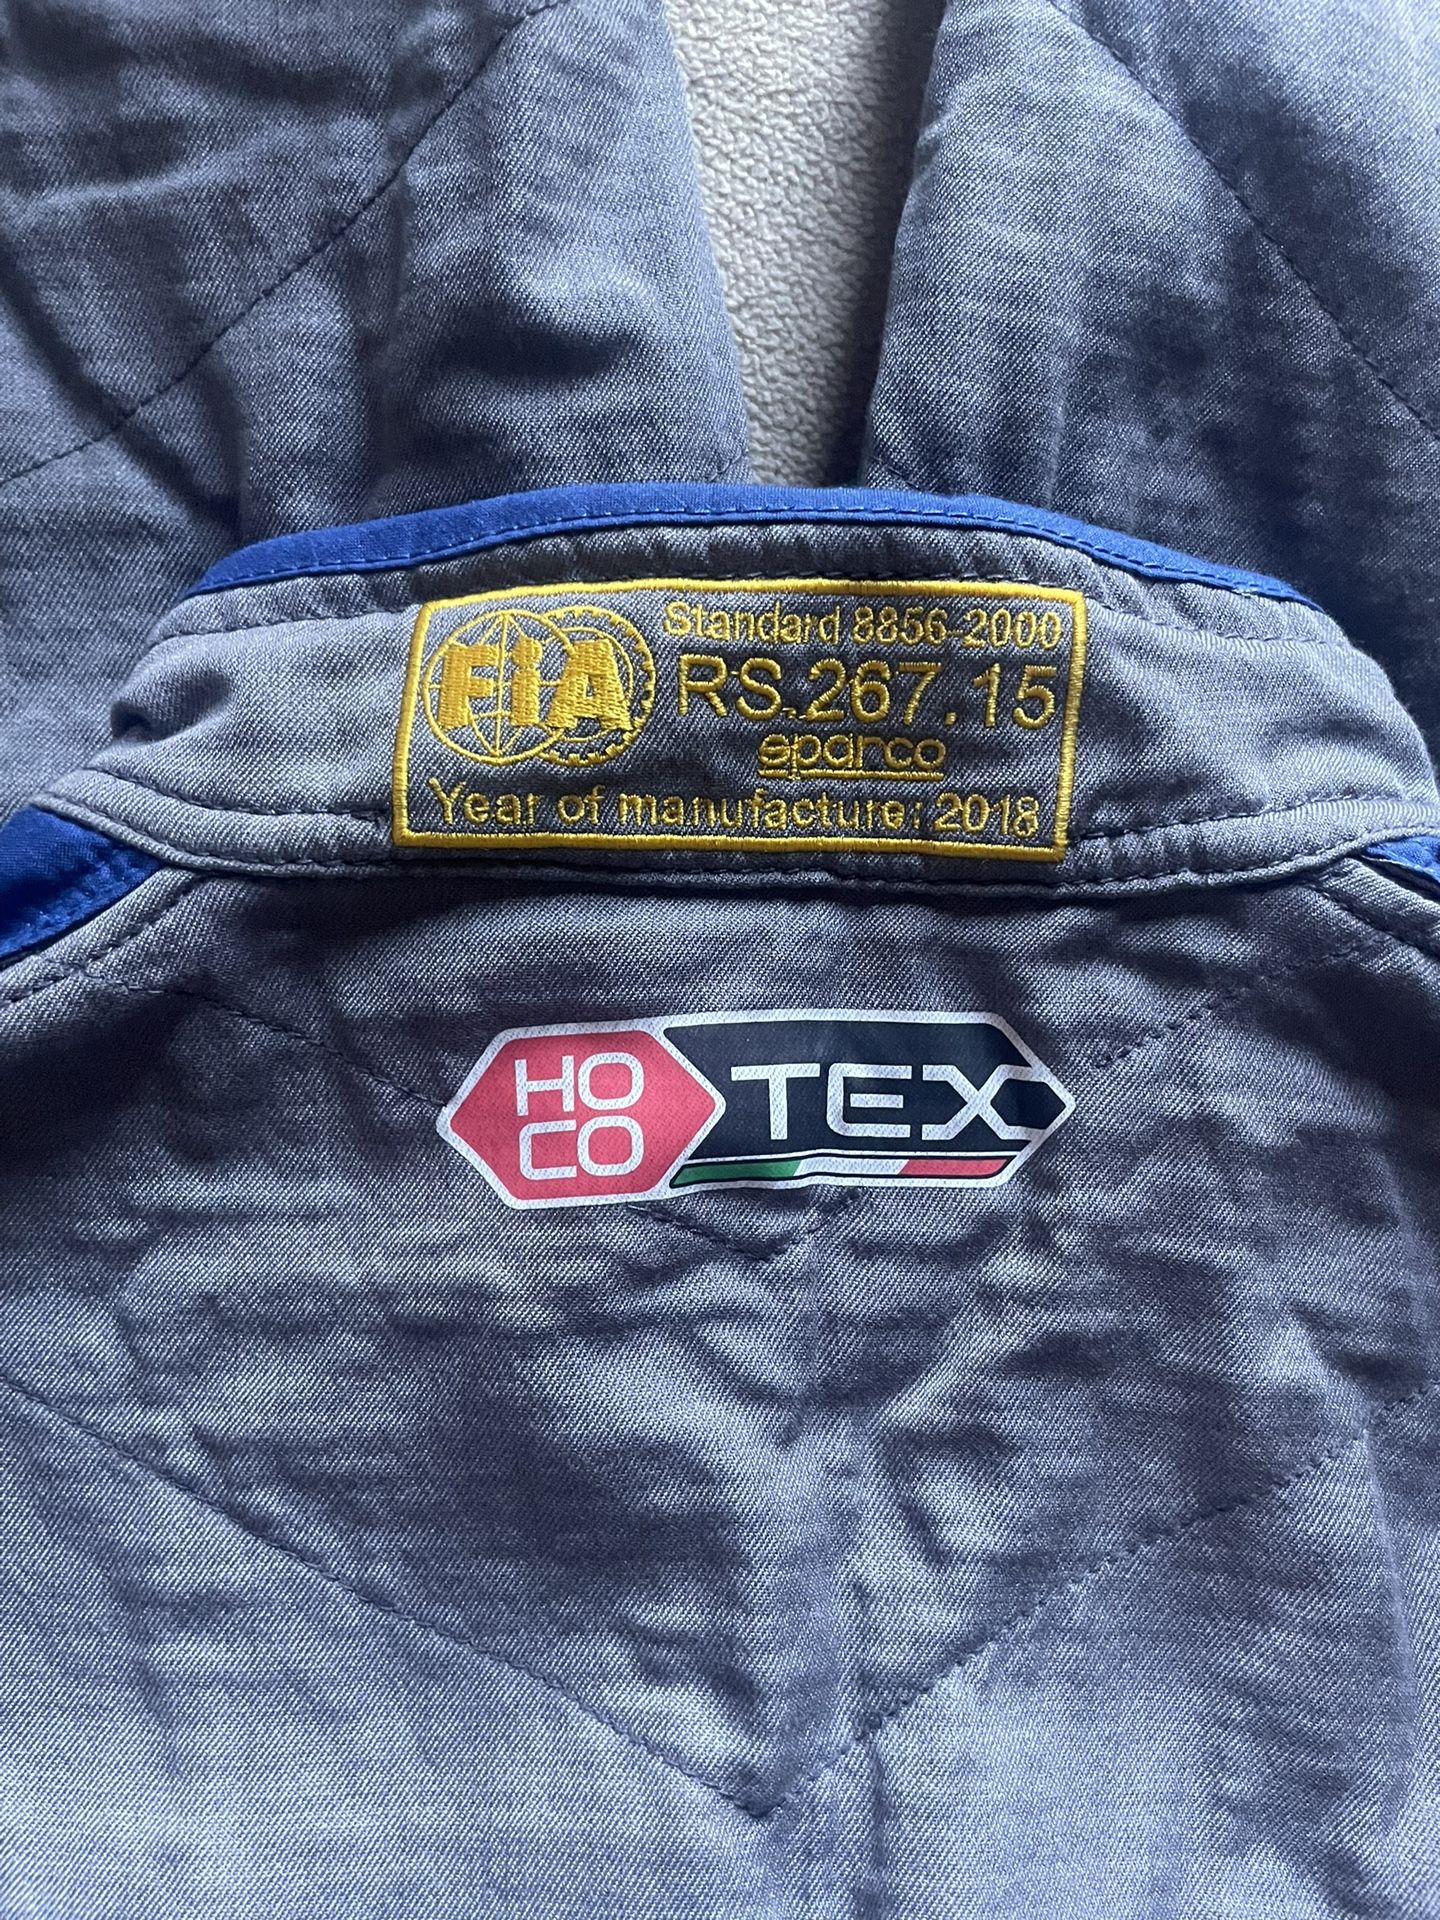 FiA
Standard 8856-2000
RS.267.15
sparco
Year of manufacture: 2018
HO
CO
TEX